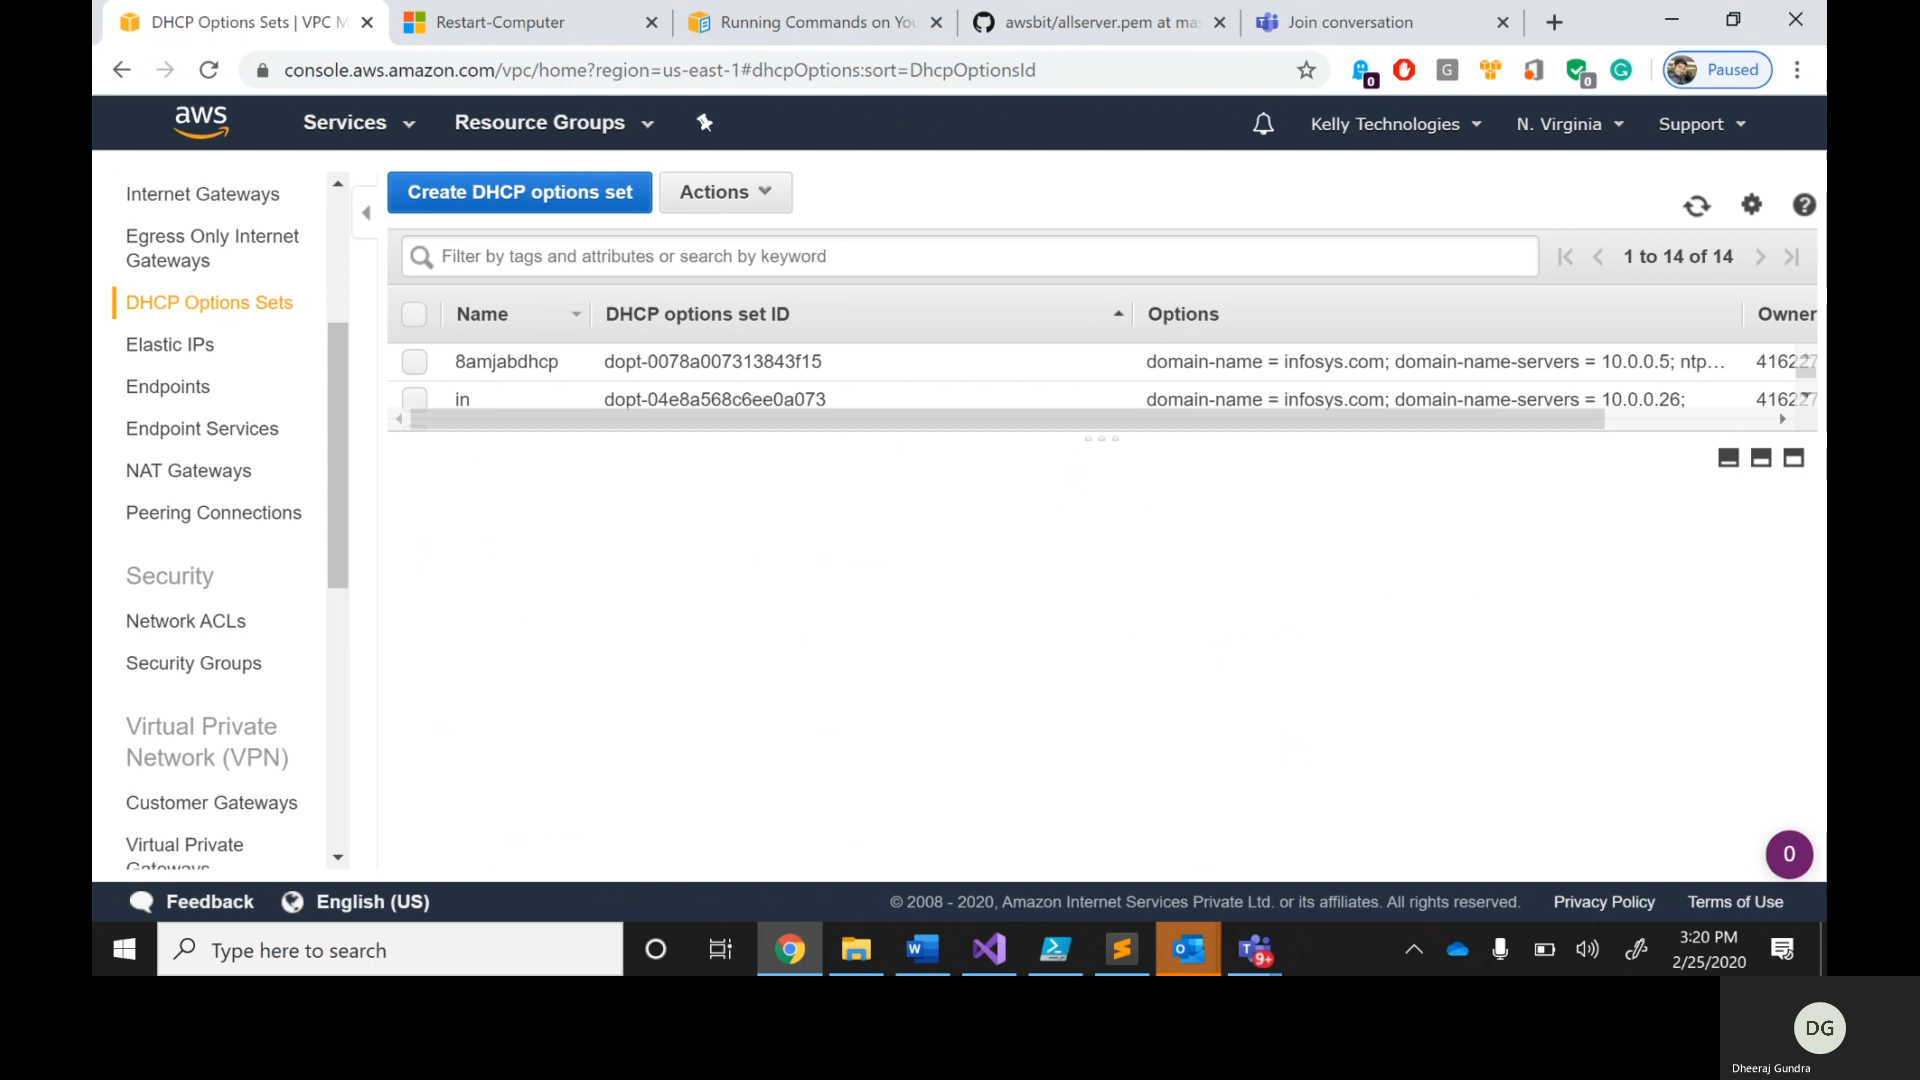 DHCP Options Sets | VPC M
Restart-Computer
Running Commands on You
awsbit/allserver.pem at ma
Join conversation
console.aws.amazon.com/vpc/home?region=us-east-1#dhcpOptions:sort=DhcpOptionsId
0
G
0
Paused
aws
Services
Resource Groups
Kelly Technologies
N. Virginia
Support
Internet Gateways
Egress Only Internet
Gateways
DHCP Options Sets
Elastic IPs
Endpoints
Endpoint Services
NAT Gateways
Peering Connections
Security
Network ACLs
Security Groups
Virtual Private
Network (VPN)
Customer Gateways
Virtual Private
Gateways
Create DHCP options set
Actions
Filter by tags and attributes or search by keyword
1 to 14 of 14
Name
DHCP options set ID
Options
Owner
8amjabdhcp
dopt-0078a007313843f15
domain-name = infosys.com; domain-name-servers = 10.0.0.5; ntp...
416227
in
dopt-04e8a568c6ee0a073
domain-name = infosys.com; domain-name-servers = 10.0.0.26;
416227
0
Feedback
English (US)
© 2008 - 2020, Amazon Internet Services Private Ltd. or its affiliates. All rights reserved.
Privacy Policy
Terms of Use
Type here to search
9+
3:20 PM
2/25/2020
DG
Dheeraj Gundra